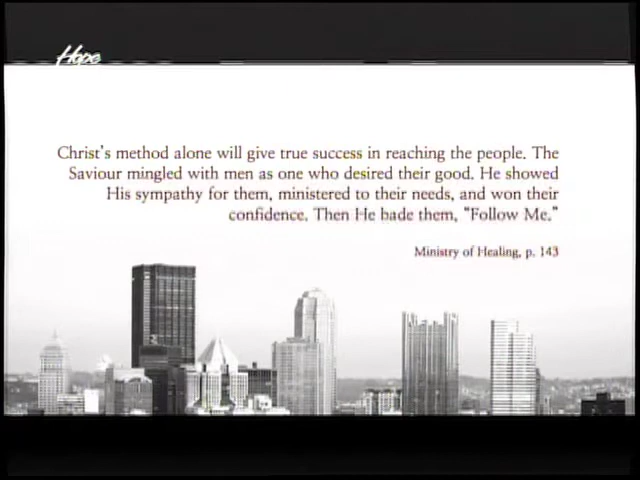 Hope
Christ's method alone will give true success in reaching the people. The
Saviour mingled with men as one who desired their good. He showed
His sympathy for them, ministered to their needs, and won their
confidence. Then He bade them, "Follow Me."
Ministry of Healing, p. 143